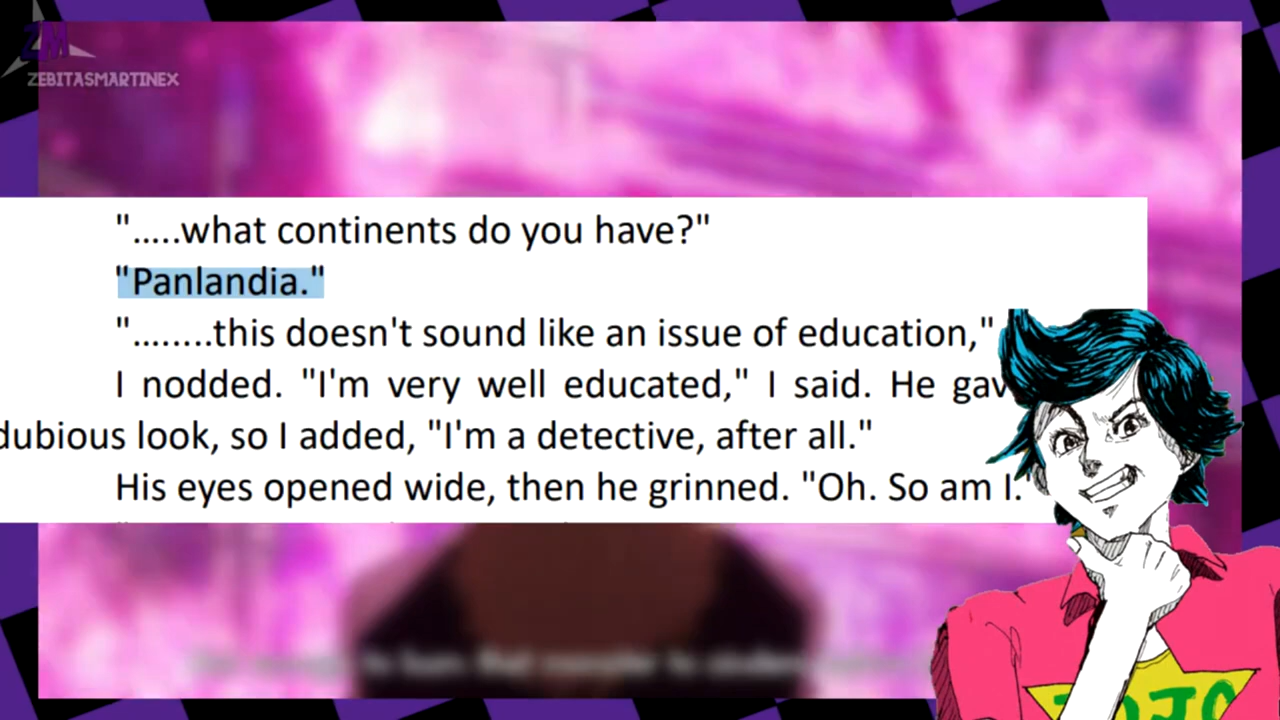 ZM
ZEBITASMARTINEX
".....what continents do you have?"
"Panlandia."
"........this doesn't sound like an issue of education,"
I nodded. "I'm very well educated," I said. He gav
dubious look, so I added, "I'm a detective, after all."
His eyes opened wide, then he grinned. "Oh. So am I.
JOJO